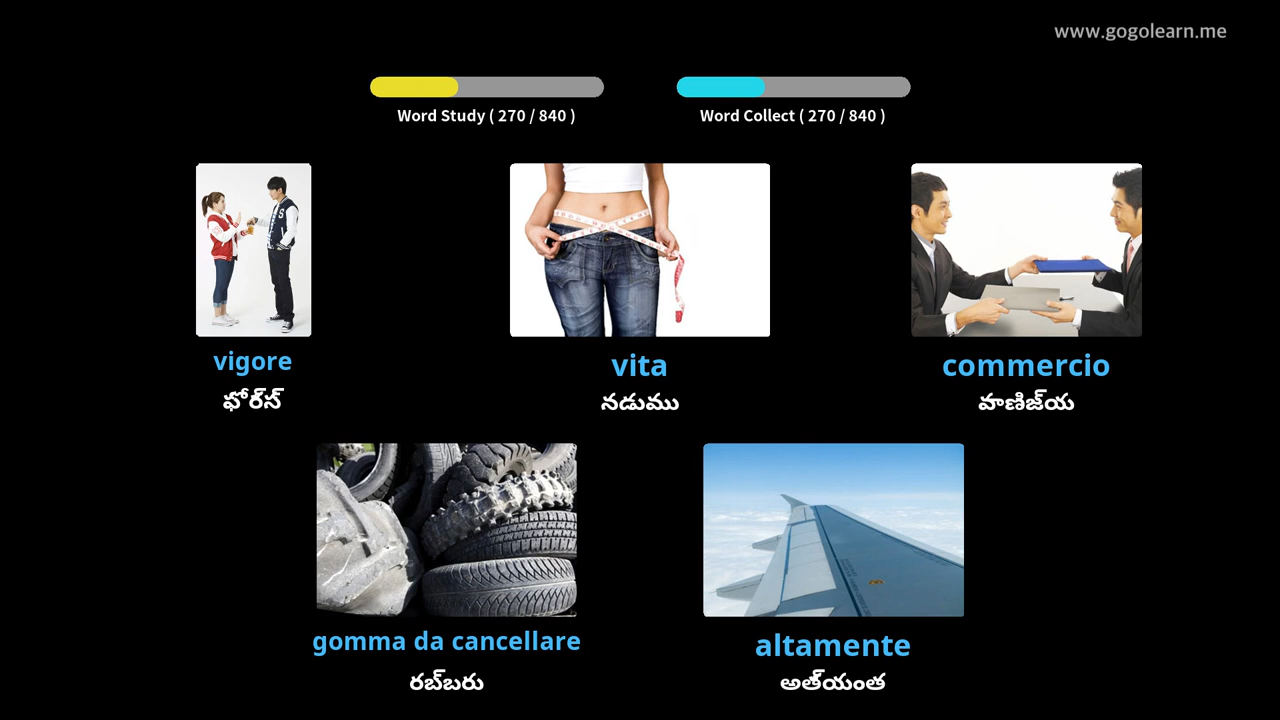 www.gogolearn.me
Word Study ( 270 / 840 )
Word Collect ( 270 / 840 )
vigore
ఫోర్​స్
vita
నడుము
commercio
వాణిజ్‌య
gomma da cancellare
రబ్‌బరు
altamente
అత్‌యంత